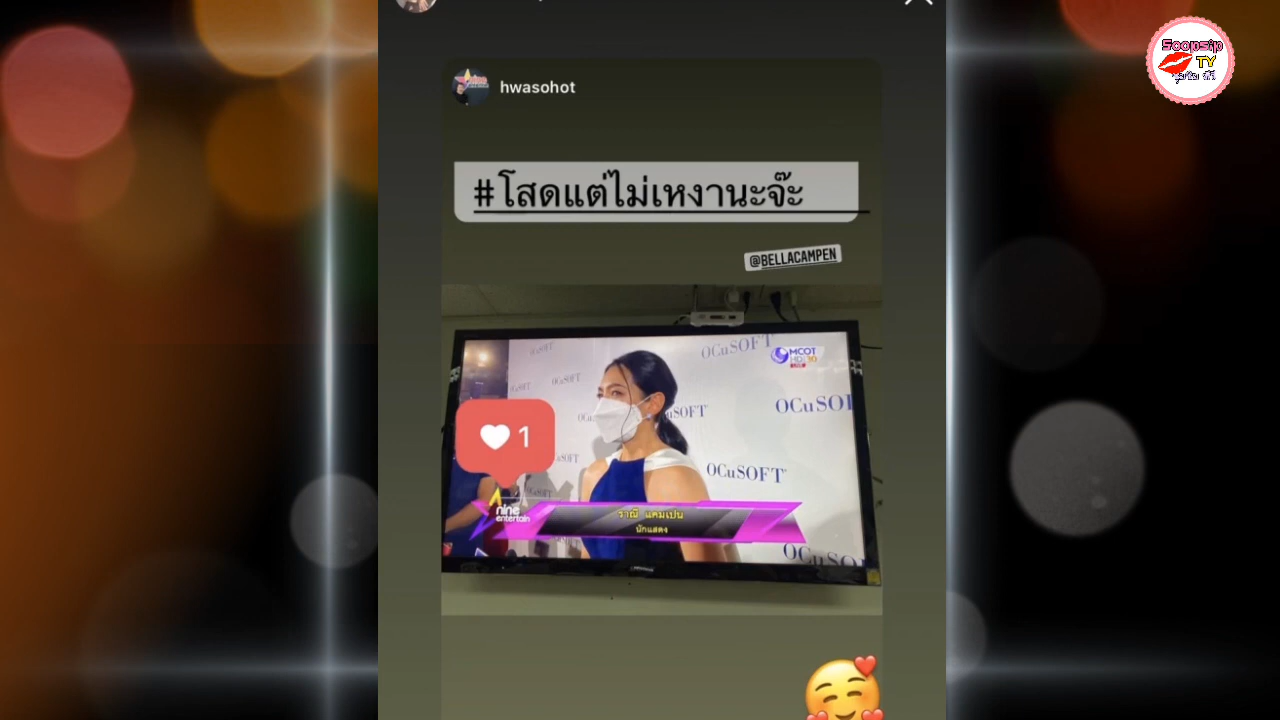 Soopsip
TV
hwasohot
#โสดแต่ไม่เหงานะจ๊ะ
@BELLACAMPEN
OCuSOFT
MCOT
HD 30
LIVE
OCuSOFT
OCuSOFT
OCuSOFT
1
nine
entertain
ราณี แคมเปน
นักแสดง
OCuSOFT